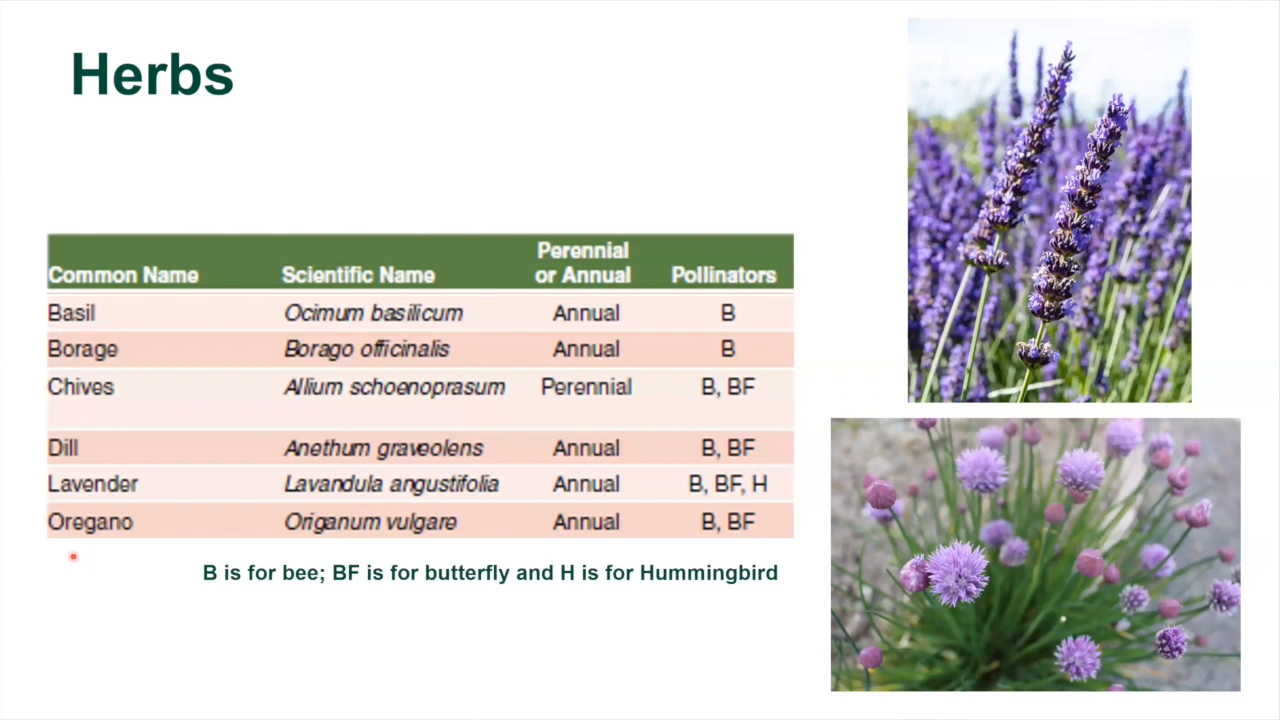 Herbs
Perennial
Common Name Scientific Name or Annual Pollinators
Basil Ocimum basilicum Annual B
Borage Borago officinalis Annual B
Chives Allium schoenoprasum Perennial B, BF
Dill Anethum graveolens Annual B, BF
Lavender Lavandula angustifolia Annual B, BF, H
Oregano Origanum vulgare Annual B, BF
B is for bee; BF is for butterfly and H is for Hummingbird